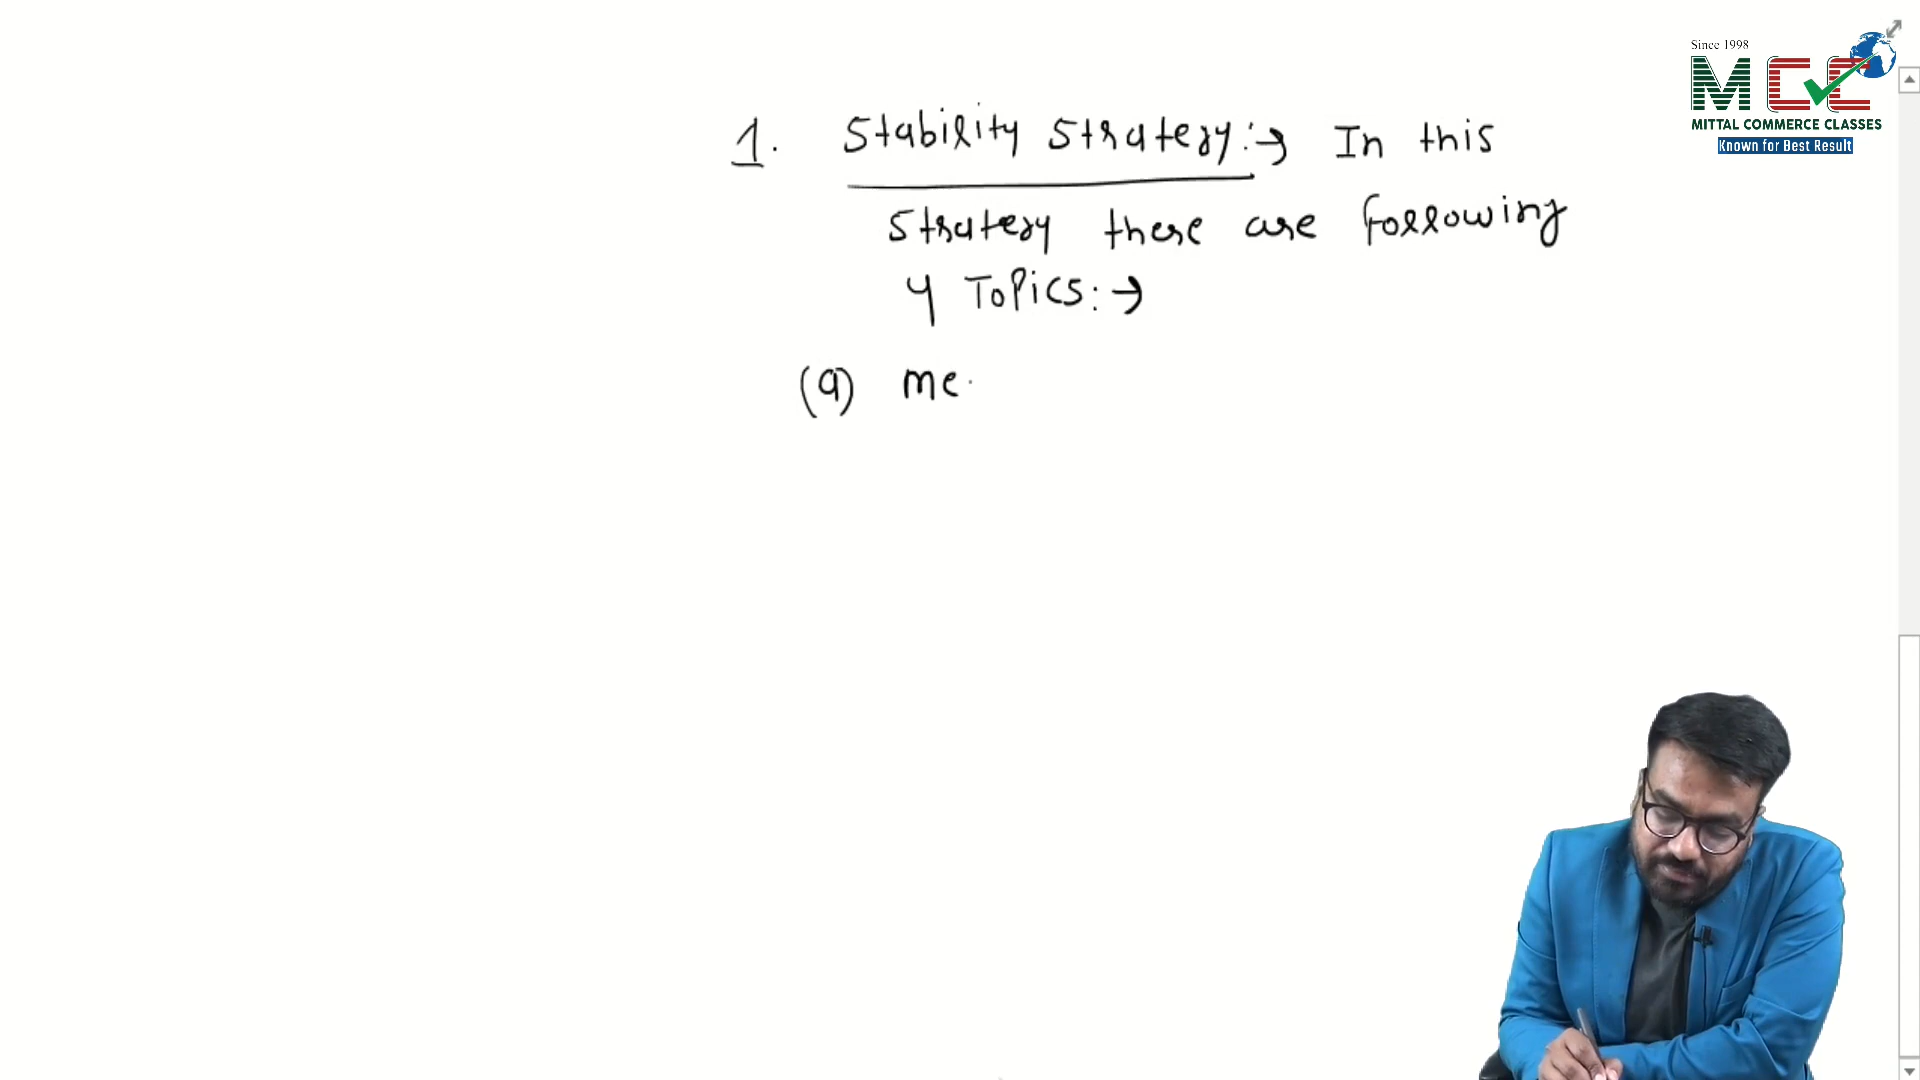 Since 1998
MCC
MITTAL COMMERCE CLASSES
Known for Best Result
1. Stability Strategy:→ In this
Strategy there are Following
4 Topics:→
(a) Me